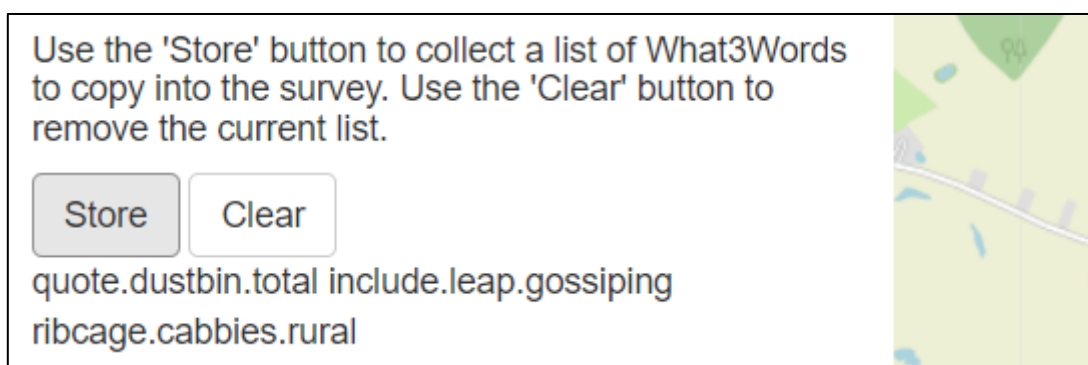 Use the 'Store' button to collect a list of What3Words
to copy into the survey. Use the 'Clear' button to
remove the current list.
Store Clear
quote.dustbin.total include.leap.gossiping
ribcage.cabbies.rural